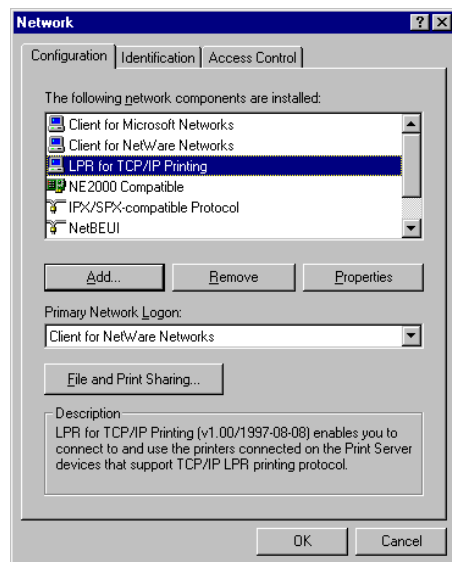 Network
Configuration Identification Access Control
The following network components are installed:
Client for Microsoft Networks
Client for NetWare Networks
LPR for TCP/IP Printing
NE2000 Compatible
IPX/SPX-compatible Protocol
NetBEUI
Add... Remove Properties
Primary Network Logon:
Client for NetWare Networks
File and Print Sharing...
Description
LPR for TCP/IP Printing (v1.00/1997-08-08) enables you to
connect to and use the printers connected on the Print Server
devices that support TCP/IP LPR printing protocol.
OK Cancel